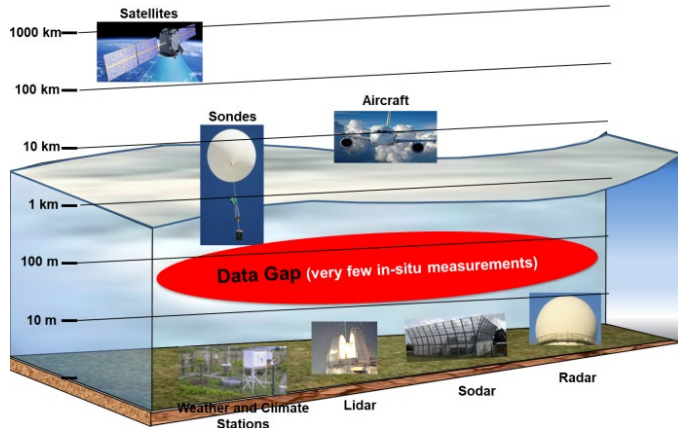 Satellites
1000 km
100 km
Aircraft
Sondes
10 km
1 km
100 m
Data Gap (very few in-situ measurements)
10 m
Radar
Sodar
Lidar
Weather and Climate
Stations